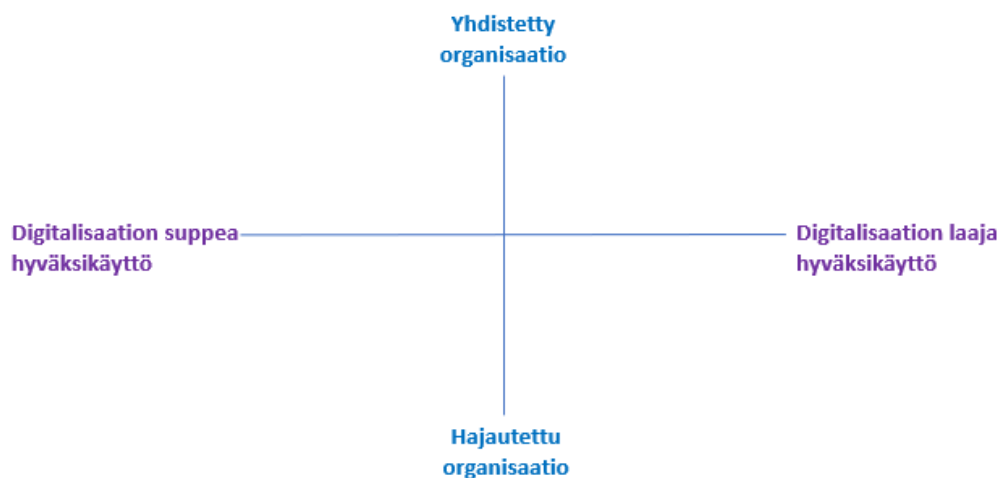 Yhdistetty
organisaatio
Digitalisaation suppea
hyväksikäyttö
Digitalisaation laaja
hyväksikäyttö
Hajautettu
organisaatio